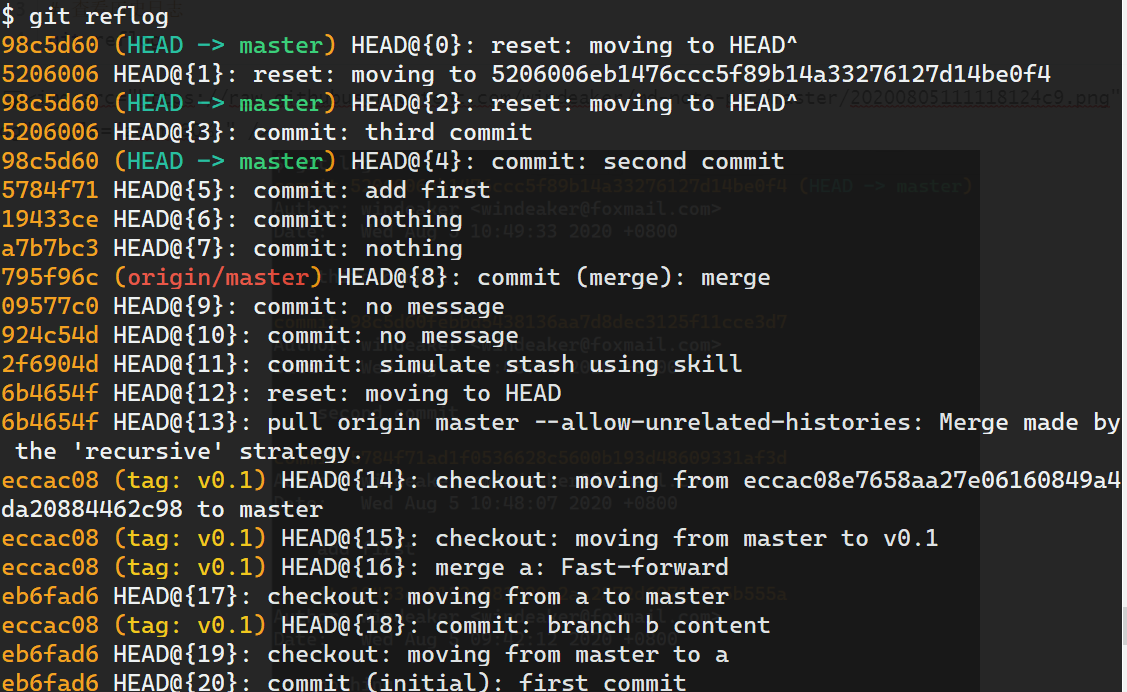 $ git reflog
98c5d60 (HEAD -> master) HEAD@{0}: reset: moving to HEAD^
5206006 HEAD@{1}: reset: moving to 5206006eb1476ccc5f89b14a33276127d14be0f4
98c5d60 (HEAD -> master) HEAD@{2}: reset: moving to HEAD^
5206006 HEAD@{3}: commit: third commit
98c5d60 (HEAD -> master) HEAD@{4}: commit: second commit
5784f71 HEAD@{5}: commit: add first
19433ce HEAD@{6}: commit: nothing
a7b7bc3 HEAD@{7}: commit: nothing
795f96c (origin/master) HEAD@{8}: commit (merge): merge
09577c0 HEAD@{9}: commit: no message
924c54d HEAD@{10}: commit: no message
2f6904d HEAD@{11}: commit: simulate stash using skill
6b4654f HEAD@{12}: reset: moving to HEAD
6b4654f HEAD@{13}: pull origin master --allow-unrelated-histories: Merge made by
 the 'recursive' strategy.
eccac08 (tag: v0.1) HEAD@{14}: checkout: moving from eccac08e7658aa27e06160849a4
da20884462c98 to master
eccac08 (tag: v0.1) HEAD@{15}: checkout: moving from master to v0.1
eccac08 (tag: v0.1) HEAD@{16}: merge a: Fast-forward
eb6fad6 HEAD@{17}: checkout: moving from a to master
eccac08 (tag: v0.1) HEAD@{18}: commit: branch b content
eb6fad6 HEAD@{19}: checkout: moving from master to a
eb6fad6 HEAD@{20}: commit (initial): first commit